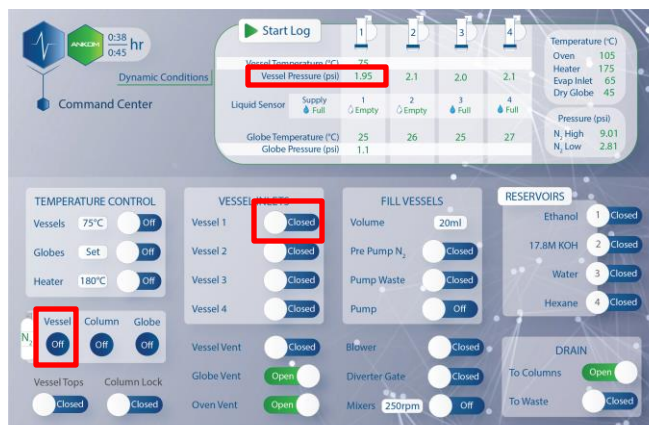 ANKOM
0:38
0:45 hr
Dynamic Conditions
Command Center
Start Log
1 2 3 4
Vessel Temperature (°C) 75
Vessel Pressure (psi) 1.95 2.1 2.0 2.1
Liquid Sensor Supply Full 1 Empty 2 Empty 3 Full 4 Full
Globe Temperature (°C) 25 26 25 27
Globe Pressure (psi) 1.1
Temperature (°C)
Oven 105
Heater 175
Evap Inlet 65
Dry Globe 45
Pressure (psi)
N2 High 9.01
N2 Low 2.81
TEMPERATURE CONTROL
Vessels 75°C Off
Globes Set Off
Heater 180°C Off
N2
Vessel Column Globe
Off Off Off
Vessel Tops Column Lock
Closed Closed
VESSEL INLETS
Vessel 1 Closed
Vessel 2 Closed
Vessel 3 Closed
Vessel 4 Closed
Vessel Vent Closed
Globe Vent Open
Oven Vent Open
FILL VESSELS
Volume 20ml
Pre Pump N2 Closed
Pump Waste Closed
Pump Off
Blower Closed
Diverter Gate Closed
Mixers 250rpm Off
RESERVOIRS
Ethanol 1 Closed
17.8M KOH 2 Closed
Water 3 Closed
Hexane 4 Closed
DRAIN
To Columns Open
To Waste Closed